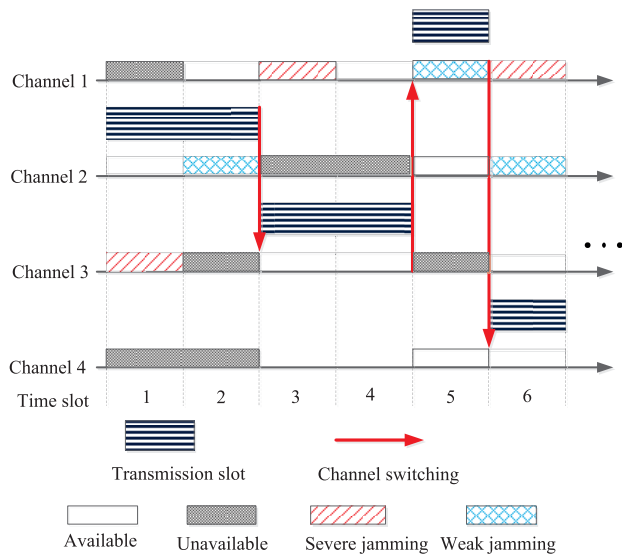 Channel 1
Channel 2
Channel 3
...
Channel 4
Time slot 1 2 3 4 5 6
Transmission slot Channel switching
Available Unavailable Severe jamming Weak jamming